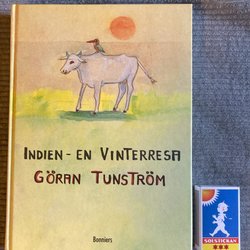 INDIEN - EN VINTERRESA
GÖRAN TUNSTRÖM
Bonniers
SOLSTICKAN